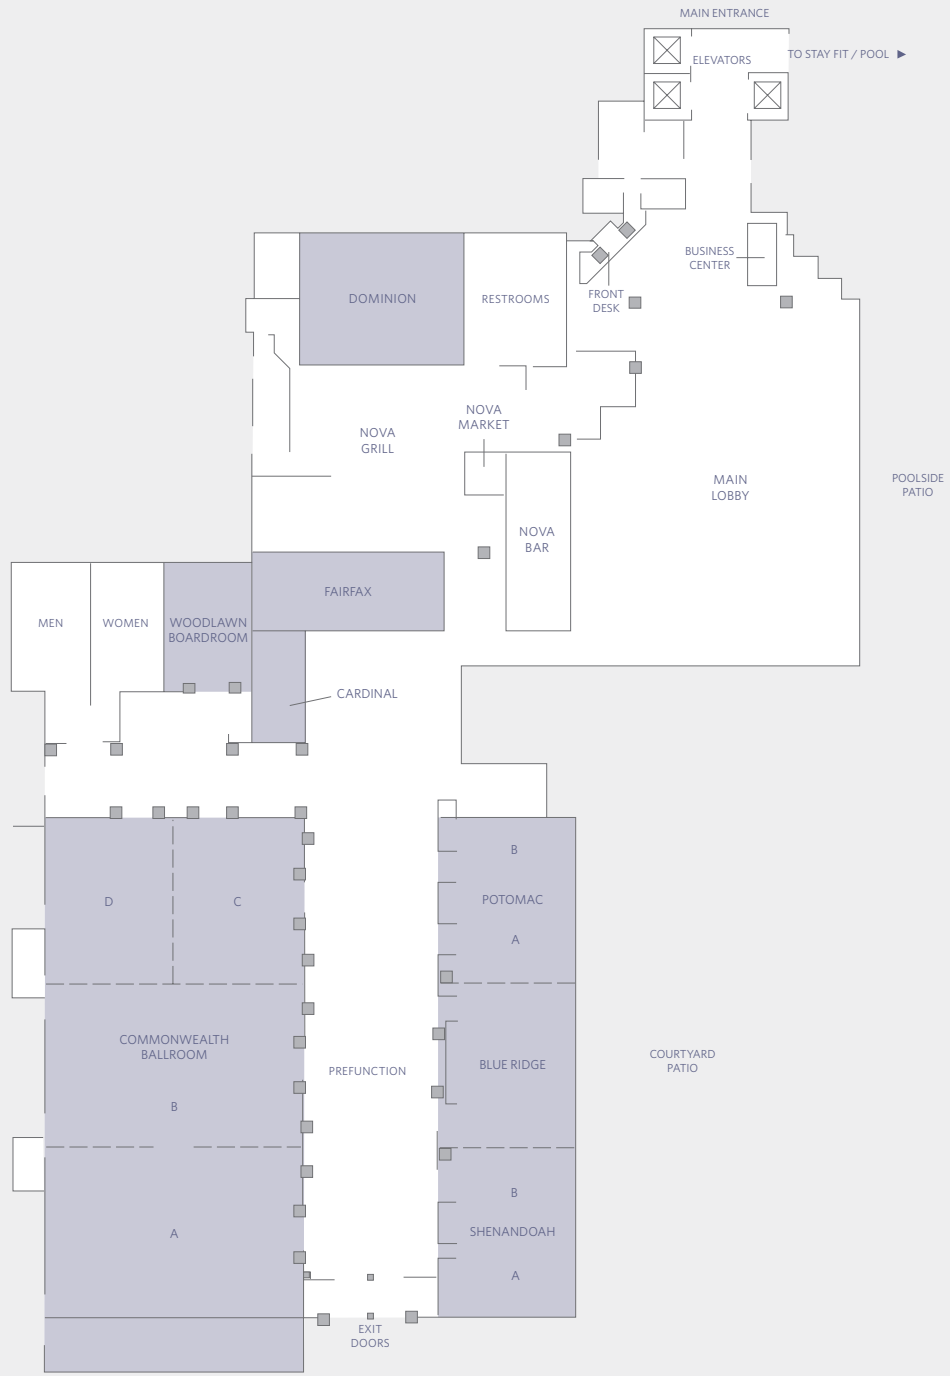 MAIN ENTRANCE
ELEVATORS
TO STAY FIT / POOL ►
BUSINESS
CENTER
FRONT
DESK
DOMINION
RESTROOMS
NOVA
MARKET
NOVA
GRILL
MAIN
LOBBY
POOLSIDE
PATIO
NOVA
BAR
FAIRFAX
MEN
WOMEN
WOODLAWN
BOARDROOM
CARDINAL
B
POTOMAC
A
D
C
COMMONWEALTH
BALLROOM
B
PREFUNCTION
BLUE RIDGE
COURTYARD
PATIO
B
SHENANDOAH
A
A
EXIT
DOORS